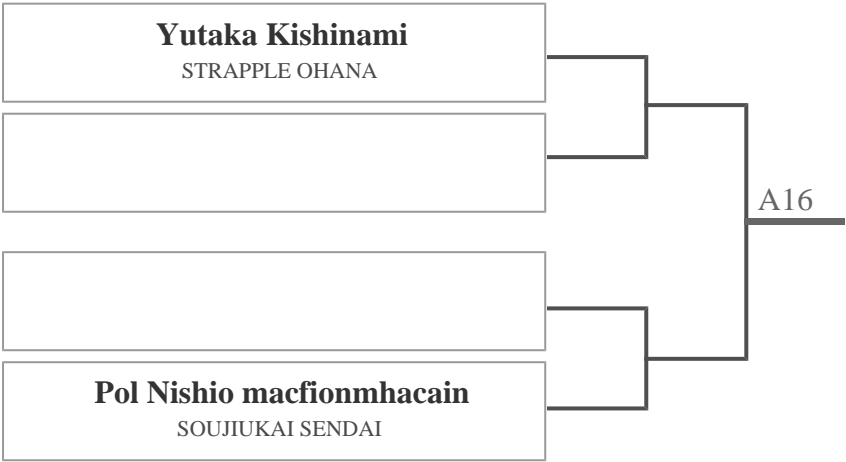 Yutaka Kishinami
STRAPPLE OHANA
A16
Pol Nishio macfionmhacain
SOUJIUKAI SENDAI